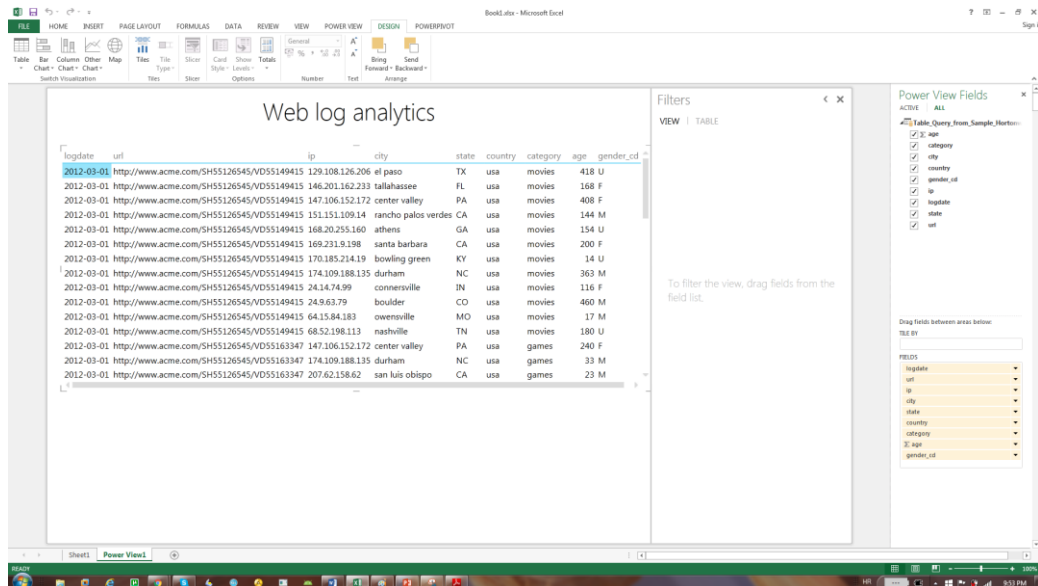 Book1.xlsx - Microsoft Excel
Sign i
FILE HOME INSERT PAGE LAYOUT FORMULAS DATA REVIEW VIEW POWER VIEW DESIGN POWERPIVOT
Table Bar Chart Column Chart Other Chart Map Tiles Tile Type Slicer Card Style Show Levels Totals General Bring Forward Send Backward
Switch Visualization Tiles Slicer Options Number Text Arrange
Web log analytics
logdate url ip city state country category age gender_cd
2012-03-01 http://www.acme.com/SH55126545/VD55149415 129.108.126.206 el paso TX usa movies 418 U
2012-03-01 http://www.acme.com/SH55126545/VD55149415 146.201.162.233 tallahassee FL usa movies 168 F
2012-03-01 http://www.acme.com/SH55126545/VD55149415 147.106.152.172 center valley PA usa movies 408 F
2012-03-01 http://www.acme.com/SH55126545/VD55149415 151.151.109.14 rancho palos verdes CA usa movies 144 M
2012-03-01 http://www.acme.com/SH55126545/VD55149415 168.20.255.160 athens GA usa movies 154 U
2012-03-01 http://www.acme.com/SH55126545/VD55149415 169.231.9.198 santa barbara CA usa movies 200 F
2012-03-01 http://www.acme.com/SH55126545/VD55149415 170.185.214.19 bowling green KY usa movies 14 U
2012-03-01 http://www.acme.com/SH55126545/VD55149415 174.109.188.135 durham NC usa movies 363 M
2012-03-01 http://www.acme.com/SH55126545/VD55149415 24.14.74.99 connersville IN usa movies 116 F
2012-03-01 http://www.acme.com/SH55126545/VD55149415 24.9.63.79 boulder CO usa movies 460 M
2012-03-01 http://www.acme.com/SH55126545/VD55149415 64.15.84.183 owensville MO usa movies 17 M
2012-03-01 http://www.acme.com/SH55126545/VD55149415 68.52.198.113 nashville TN usa movies 180 U
2012-03-01 http://www.acme.com/SH55126545/VD55163347 147.106.152.172 center valley PA usa games 240 F
2012-03-01 http://www.acme.com/SH55126545/VD55163347 174.109.188.135 durham NC usa games 33 M
2012-03-01 http://www.acme.com/SH55126545/VD55163347 207.62.158.62 san luis obispo CA usa games 23 M
Filters
VIEW | TABLE
To filter the view, drag fields from the
field list.
Power View Fields
ACTIVE ALL
Table_Query_from_Sample_Horton
Σ age
category
city
country
gender_cd
ip
logdate
state
url
Drag fields between areas below:
TILE BY
FIELDS
logdate
url
ip
city
state
country
category
Σ age
gender_cd
Sheet1 Power View1
READY
100%
HR 9:53 PM